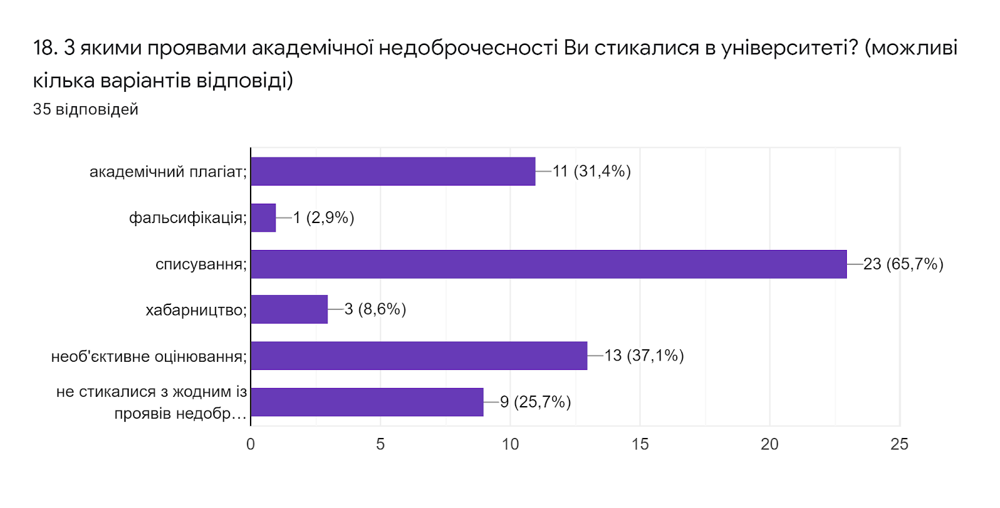 18. З якими проявами академічної недоброчесності Ви стикалися в університеті? (можливі
кілька варіантів відповіді)
35 відповідей
академічний плагіат;
11 (31,4%)
фальсифікація;
1 (2,9%)
списування;
23 (65,7%)
хабарництво;
3 (8,6%)
необ'єктивне оцінювання;
13 (37,1%)
не стикалися з жодним із
проявів недобр…
9 (25,7%)
0 5 10 15 20 25